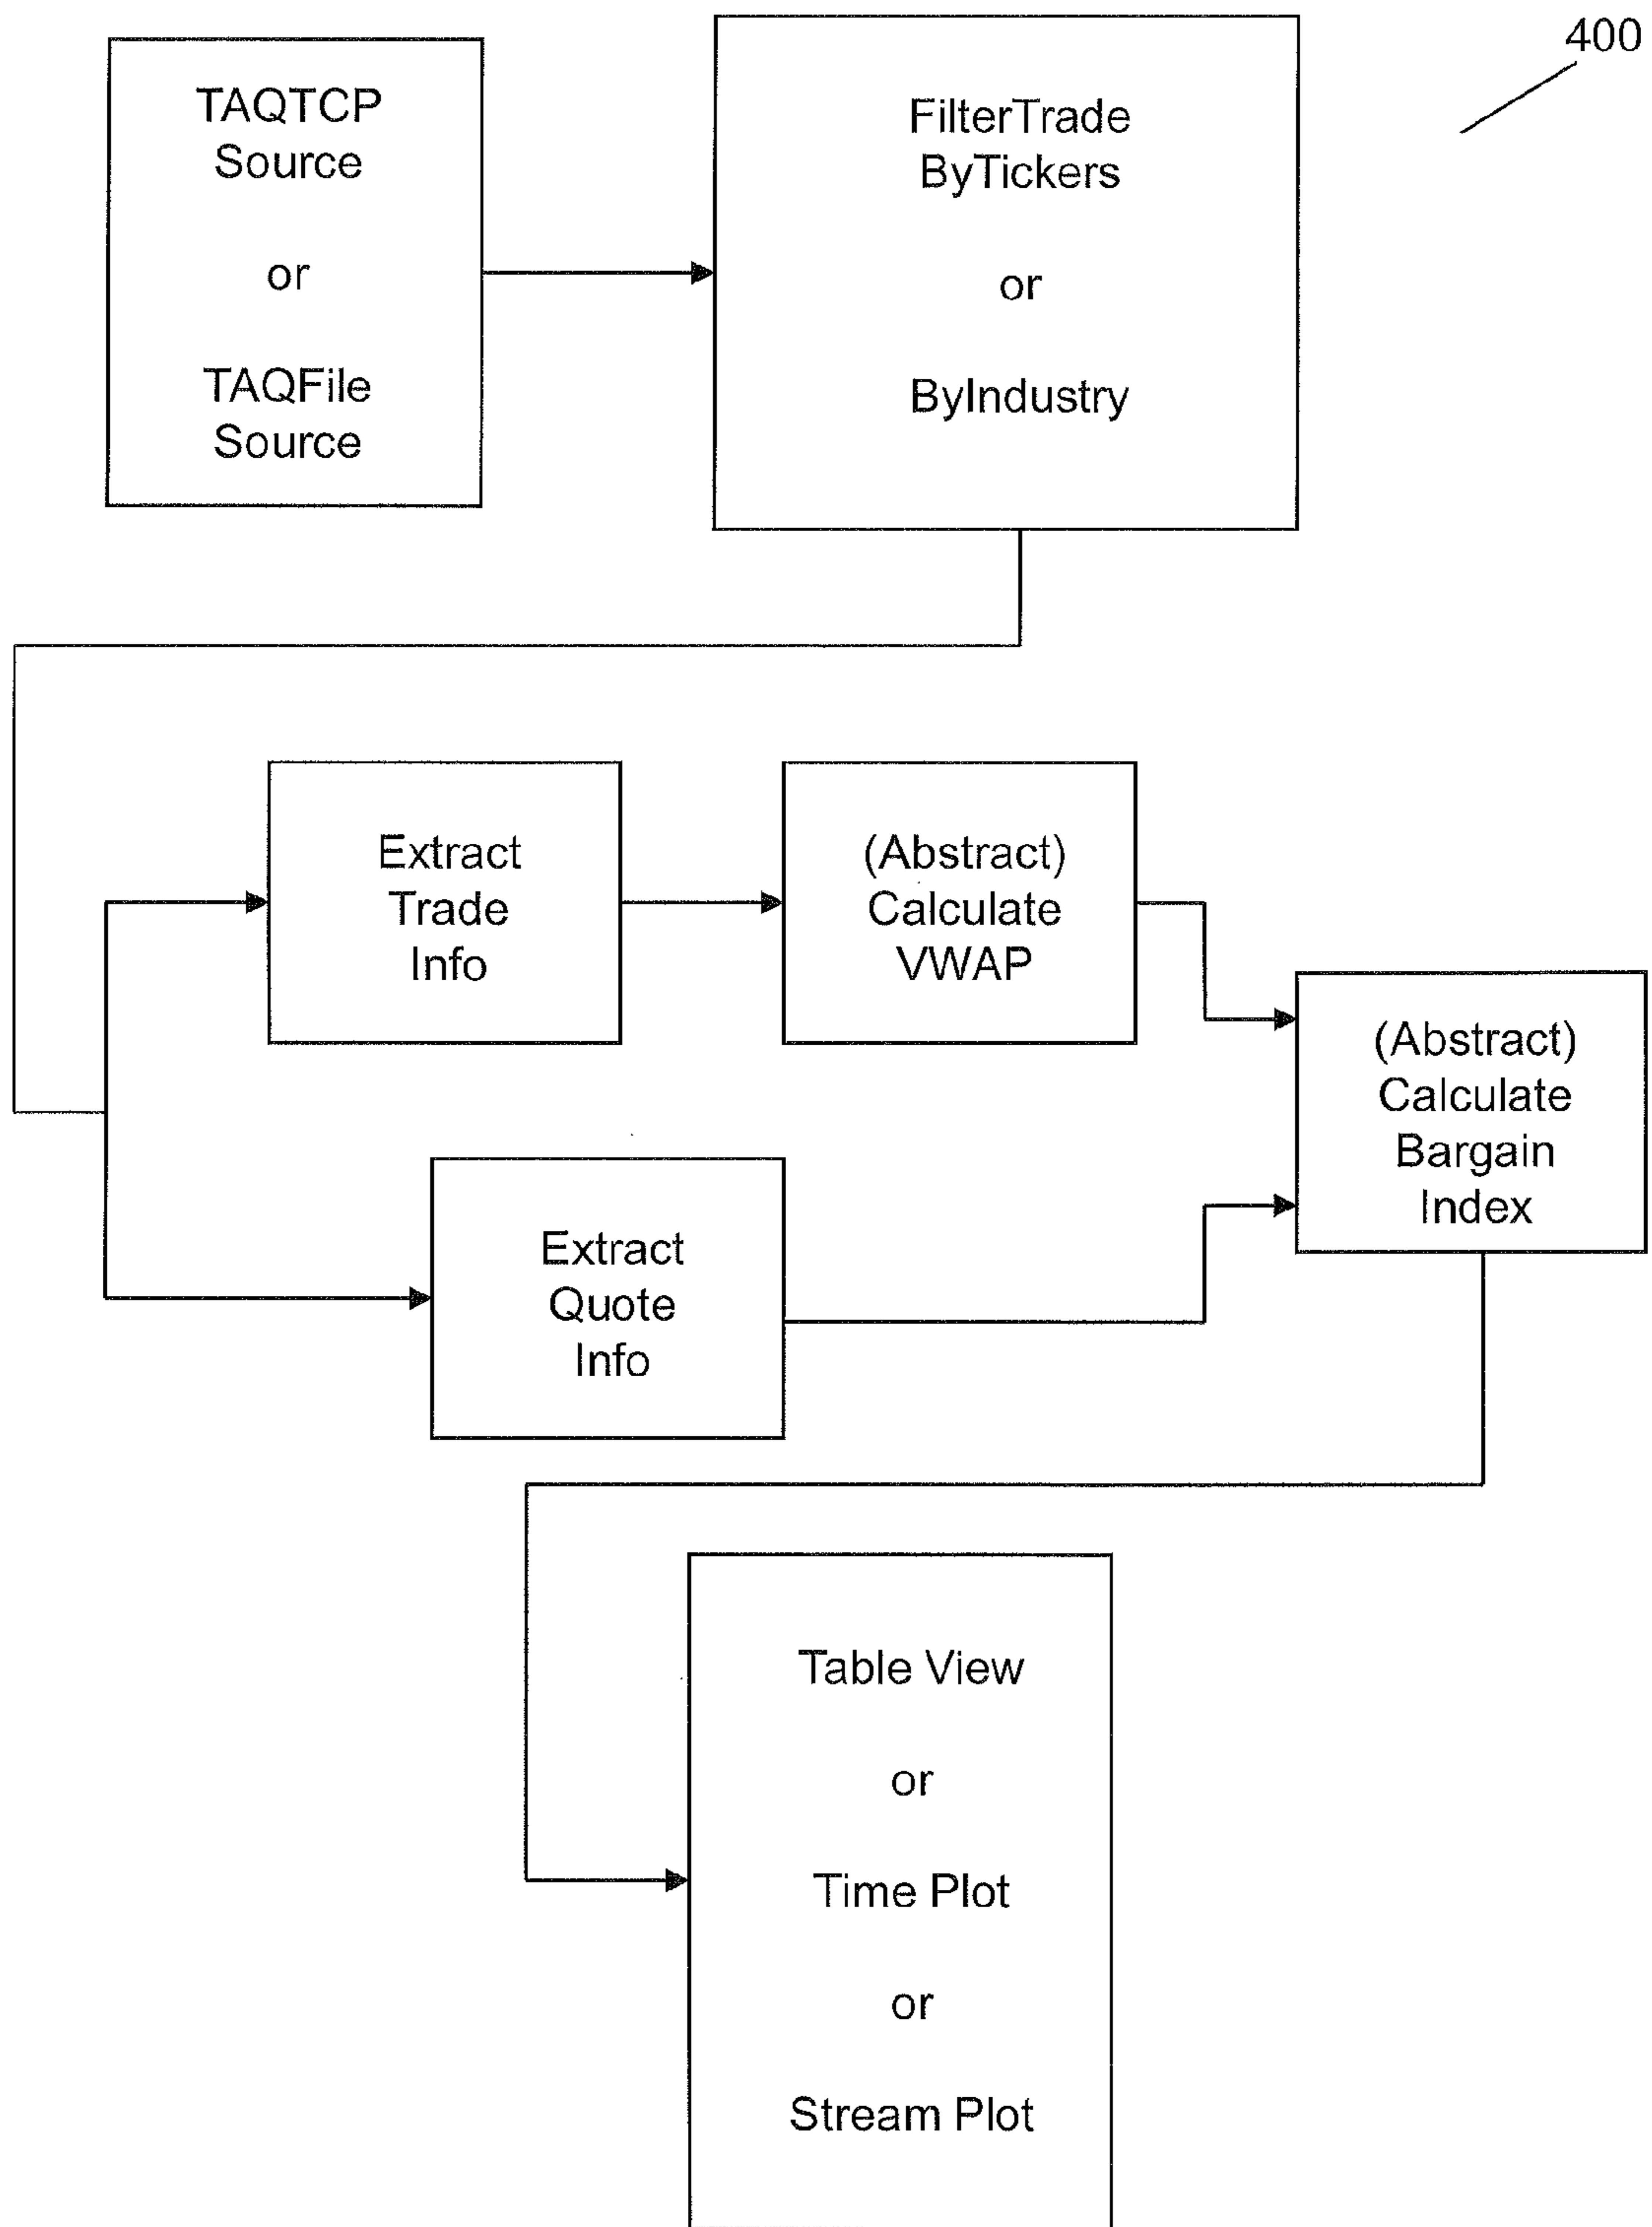 400
TAQTCP
Source
or
TAQFile
Source
FilterTrade
ByTickers
or
ByIndustry
Extract
Trade
Info
(Abstract)
Calculate
VWAP
(Abstract)
Calculate
Bargain
Index
Extract
Quote
Info
Table View
or
Time Plot
or
Stream Plot